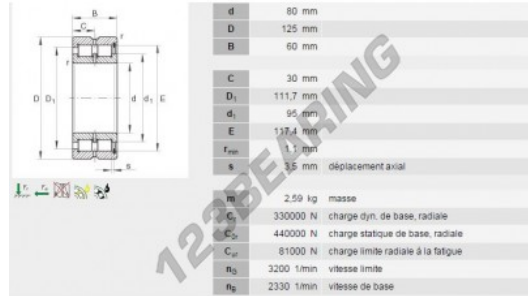 B
C
r
r
D D₁ d d₁ E
s
d 80 mm
D 125 mm
B 60 mm
C 30 mm
D₁ 111,7 mm
d₁ 95 mm
E 117,4 mm
rmin 1,1 mm
s 3,5 mm déplacement axial
m 2,59 kg masse
Cr 330000 N charge dyn. de base, radiale
C0r 440000 N charge statique de base, radiale
Cur 81000 N charge limite radiale à la fatigue
nG 3200 1/min vitesse limite
nB 2330 1/min vitesse de base
123BEARING